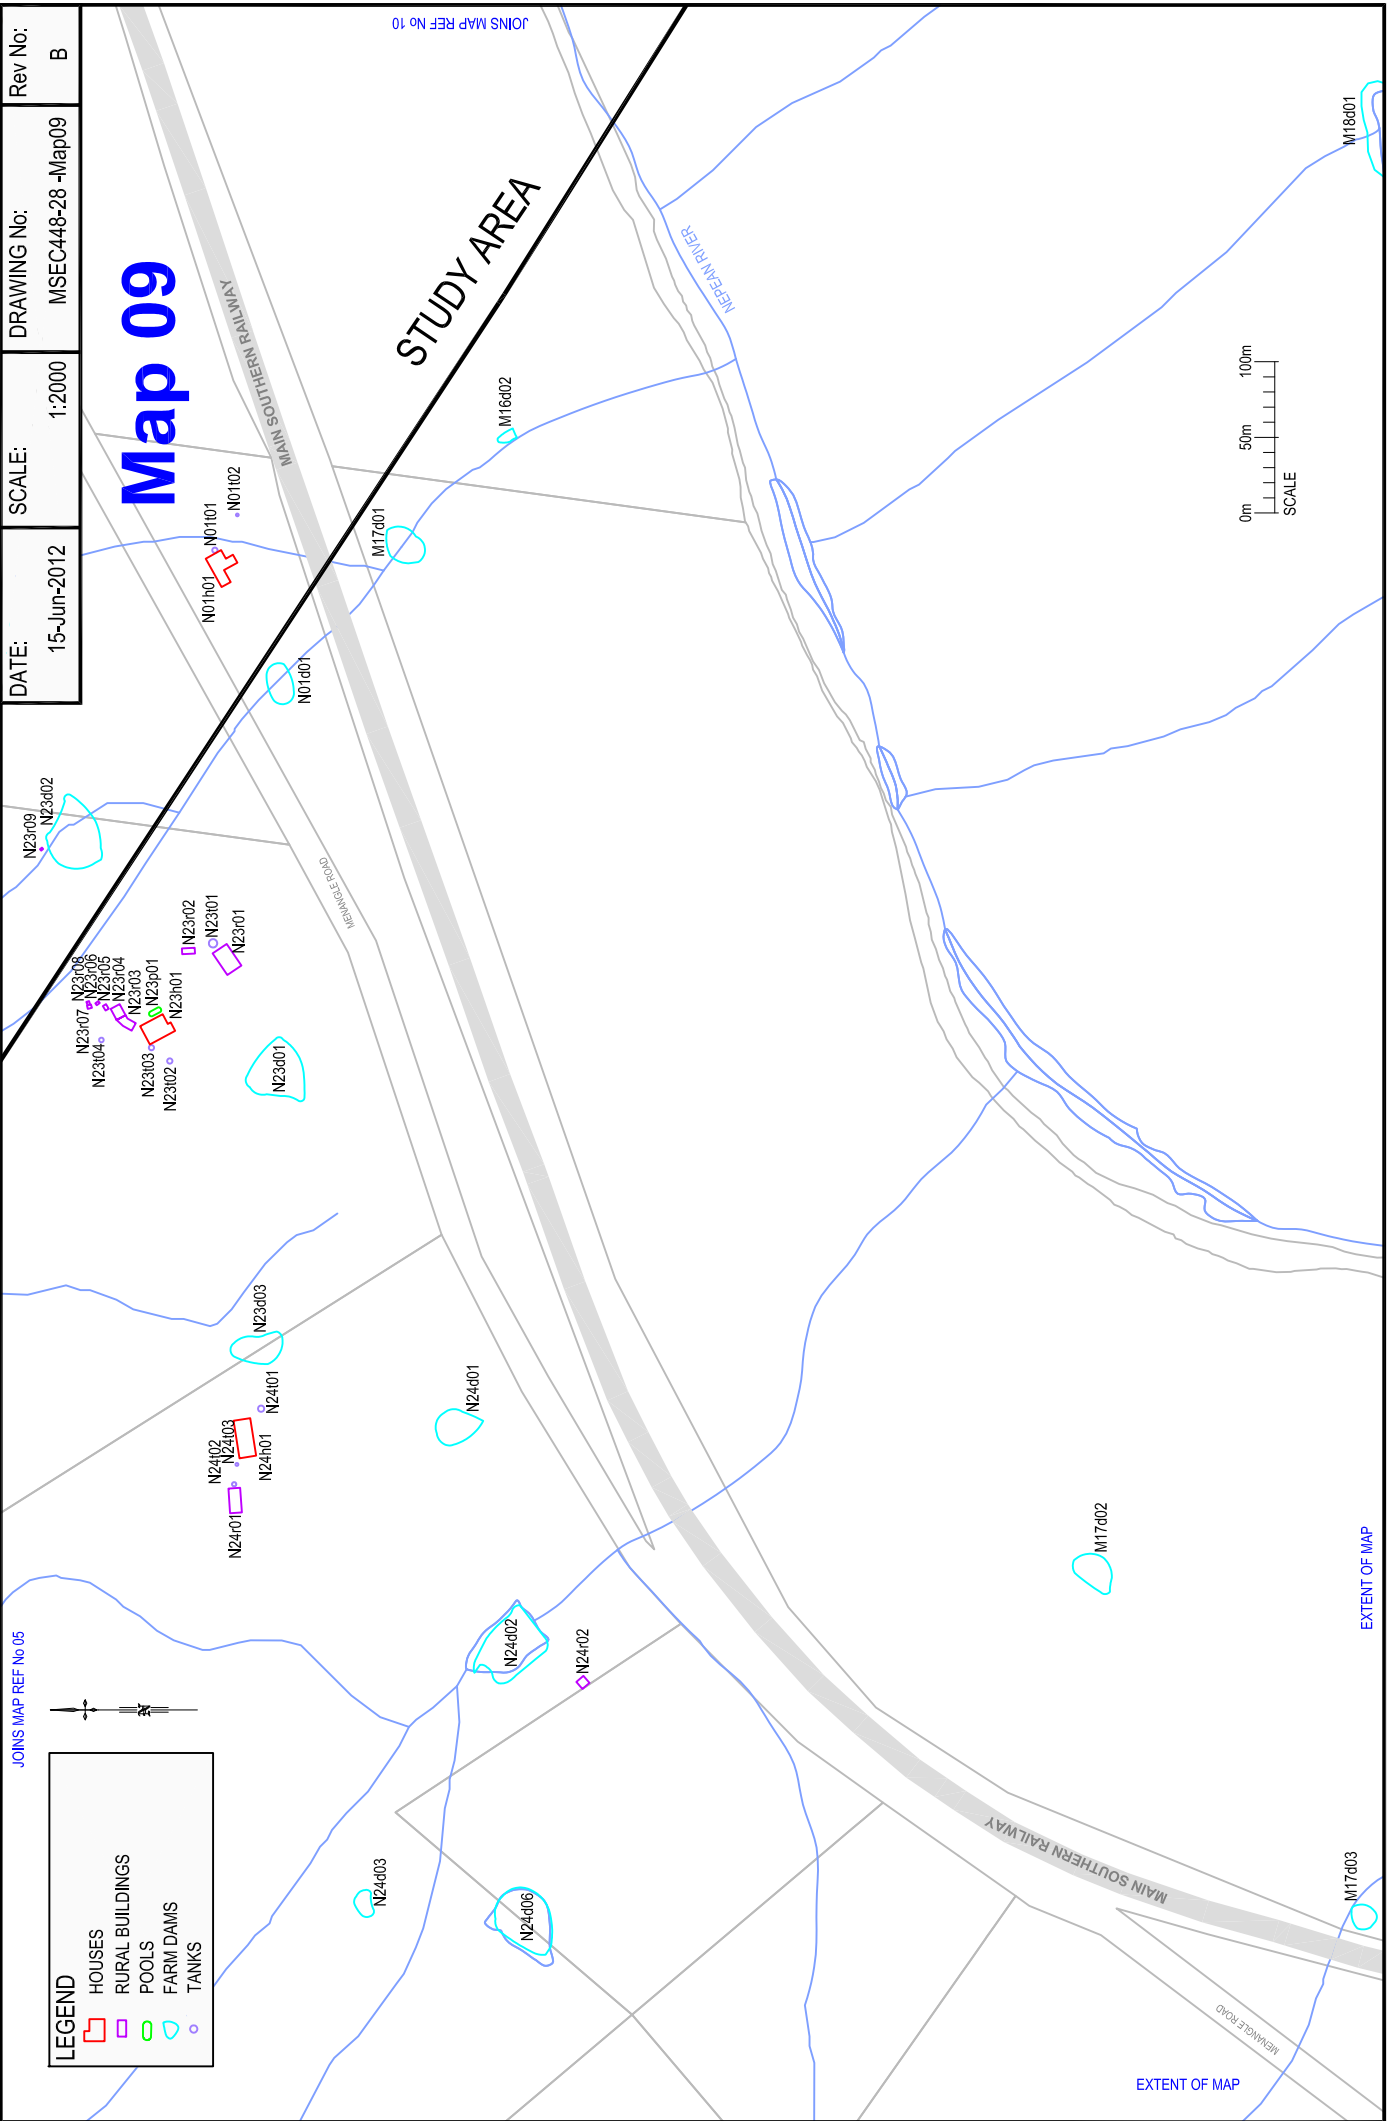 JOINS MAP REF No 05
LEGEND
HOUSES
RURAL BUILDINGS
POOLS
FARM DAMS
TANKS
N
DATE:
15-Jun-2012
SCALE:
1:2000
DRAWING No:
MSEC448-28 -Map09
Rev No:
B
Map 09
JOINS MAP REF No 10
STUDY AREA
MAIN SOUTHERN RAILWAY
NEPEAN RIVER
MENANGLE ROAD
N23r09
N23d02
N23r08
N23r06
N23r05
N23r04
N23r03
N23p01
N23h01
N23r07
N23t04
N23t03
N23t02
N23r02
N23t01
N23r01
N23d01
N01h01
N01t01
N01t02
N01d01
M17d01
M16d02
M18d01
N23d03
N24t01
N24t02
N24t03
N24h01
N24r01
N24d01
N24d02
N24r02
N24d03
N24d06
M17d02
M17d03
MAIN SOUTHERN RAILWAY
MENANGLE ROAD
0m
50m
100m
SCALE
EXTENT OF MAP
EXTENT OF MAP